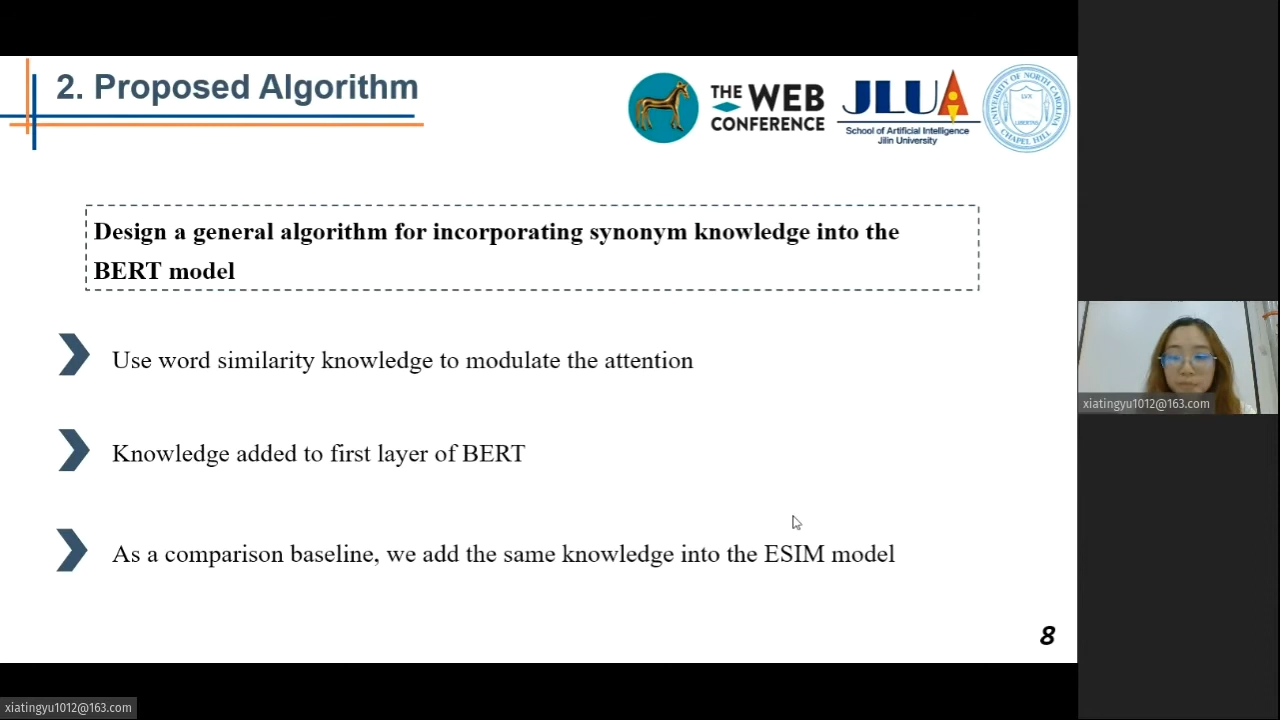 2. Proposed Algorithm
THE WEB
CONFERENCE
JLUA
School of Artificial Intelligence
Jilin University
UNIVERSITY OF NORTH CAROLINA
LVX
LIBERTAS
CHAPEL HILL
Design a general algorithm for incorporating synonym knowledge into the
BERT model
Use word similarity knowledge to modulate the attention
Knowledge added to first layer of BERT
As a comparison baseline, we add the same knowledge into the ESIM model
8
xiatingyu1012@163.com
xiatingyu1012@163.com